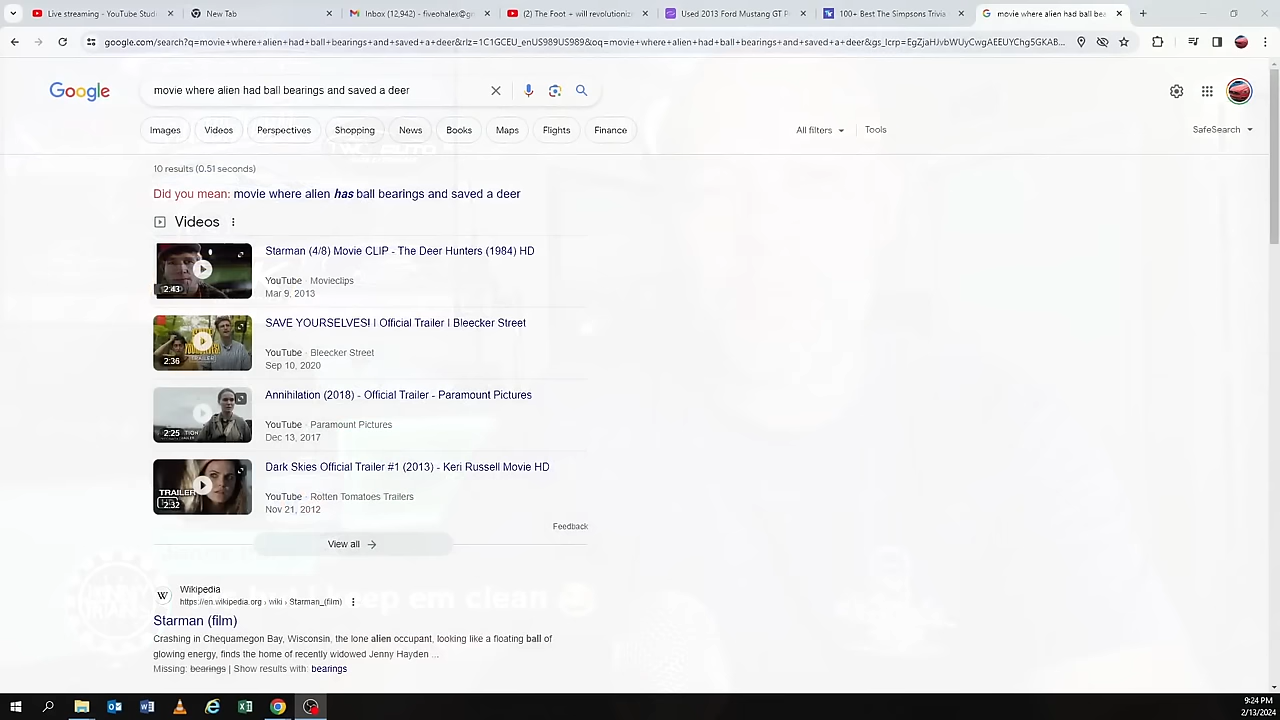 YouTube
Live streaming - YouTube Studi
New Tab
Inbox (12,942) - fiveohalex@gr
(2) The Foot + will revolutioniz
Used 2013 Ford Mustang GT P
100+ Best The Simpsons Trivia
movie where alien had ball bea
google.com/search?q=movie+where+alien+had+ball+bearings+and+saved+a+deer&rlz=1C1GCEU_enUS989US989&oq=movie+where+alien+had+ball+bearings+and+saved+a+deer&gs_lcrp=EgZjaHJvbWUyCwgAEEUYChg5GKAB...
Google
movie where alien had ball bearings and saved a deer
Images
Videos
Perspectives
Shopping
News
Books
Maps
Flights
Finance
All filters
Tools
SafeSearch
10 results (0.51 seconds)
Did you mean: movie where alien has ball bearings and saved a deer
Videos
Starman (4/8) Movie CLIP - The Deer Hunters (1984) HD
YouTube · Movieclips
Mar 9, 2013
2:43
SAVE YOURSELVES! | Official Trailer | Bleecker Street
YouTube · Bleecker Street
Sep 10, 2020
2:36
Annihilation (2018) - Official Trailer - Paramount Pictures
YouTube · Paramount Pictures
Dec 13, 2017
2:25
Dark Skies Official Trailer #1 (2013) - Keri Russell Movie HD
YouTube · Rotten Tomatoes Trailers
Nov 21, 2012
TRAILER
2:32
Feedback
View all
W
Wikipedia
https://en.wikipedia.org › wiki › Starman_(film)
ep em clean
Starman (film)
Crashing in Chequamegon Bay, Wisconsin, the lone alien occupant, looking like a floating ball of
glowing energy, finds the home of recently widowed Jenny Hayden ...
Missing: bearings | Show results with: bearings
9:24 PM
2/13/2024